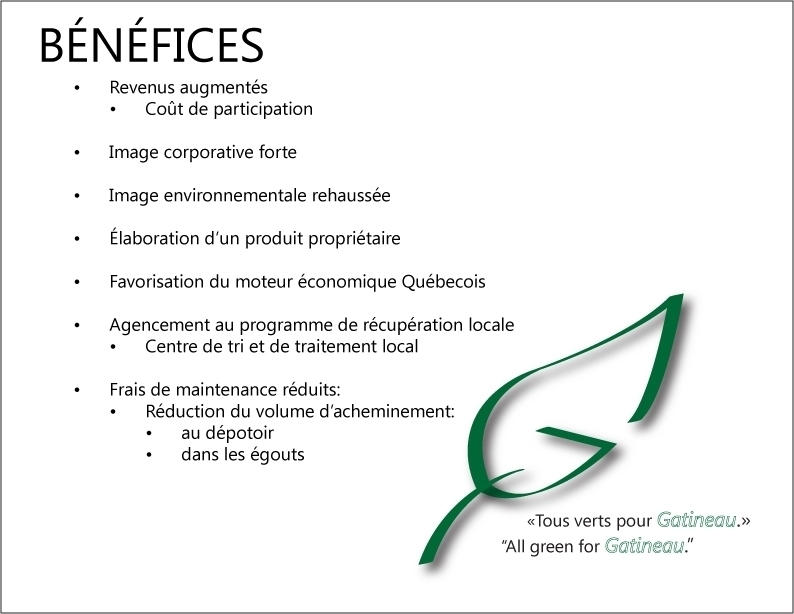 BÉNÉFICES
• Revenus augmentés
• Coût de participation
• Image corporative forte
• Image environnementale rehaussée
• Élaboration d’un produit propriétaire
• Favorisation du moteur économique Québecois
• Agencement au programme de récupération locale
• Centre de tri et de traitement local
• Frais de maintenance réduits:
• Réduction du volume d’acheminement:
• au dépotoir
• dans les égouts
«Tous verts pour Gatineau.»
“All green for Gatineau.”